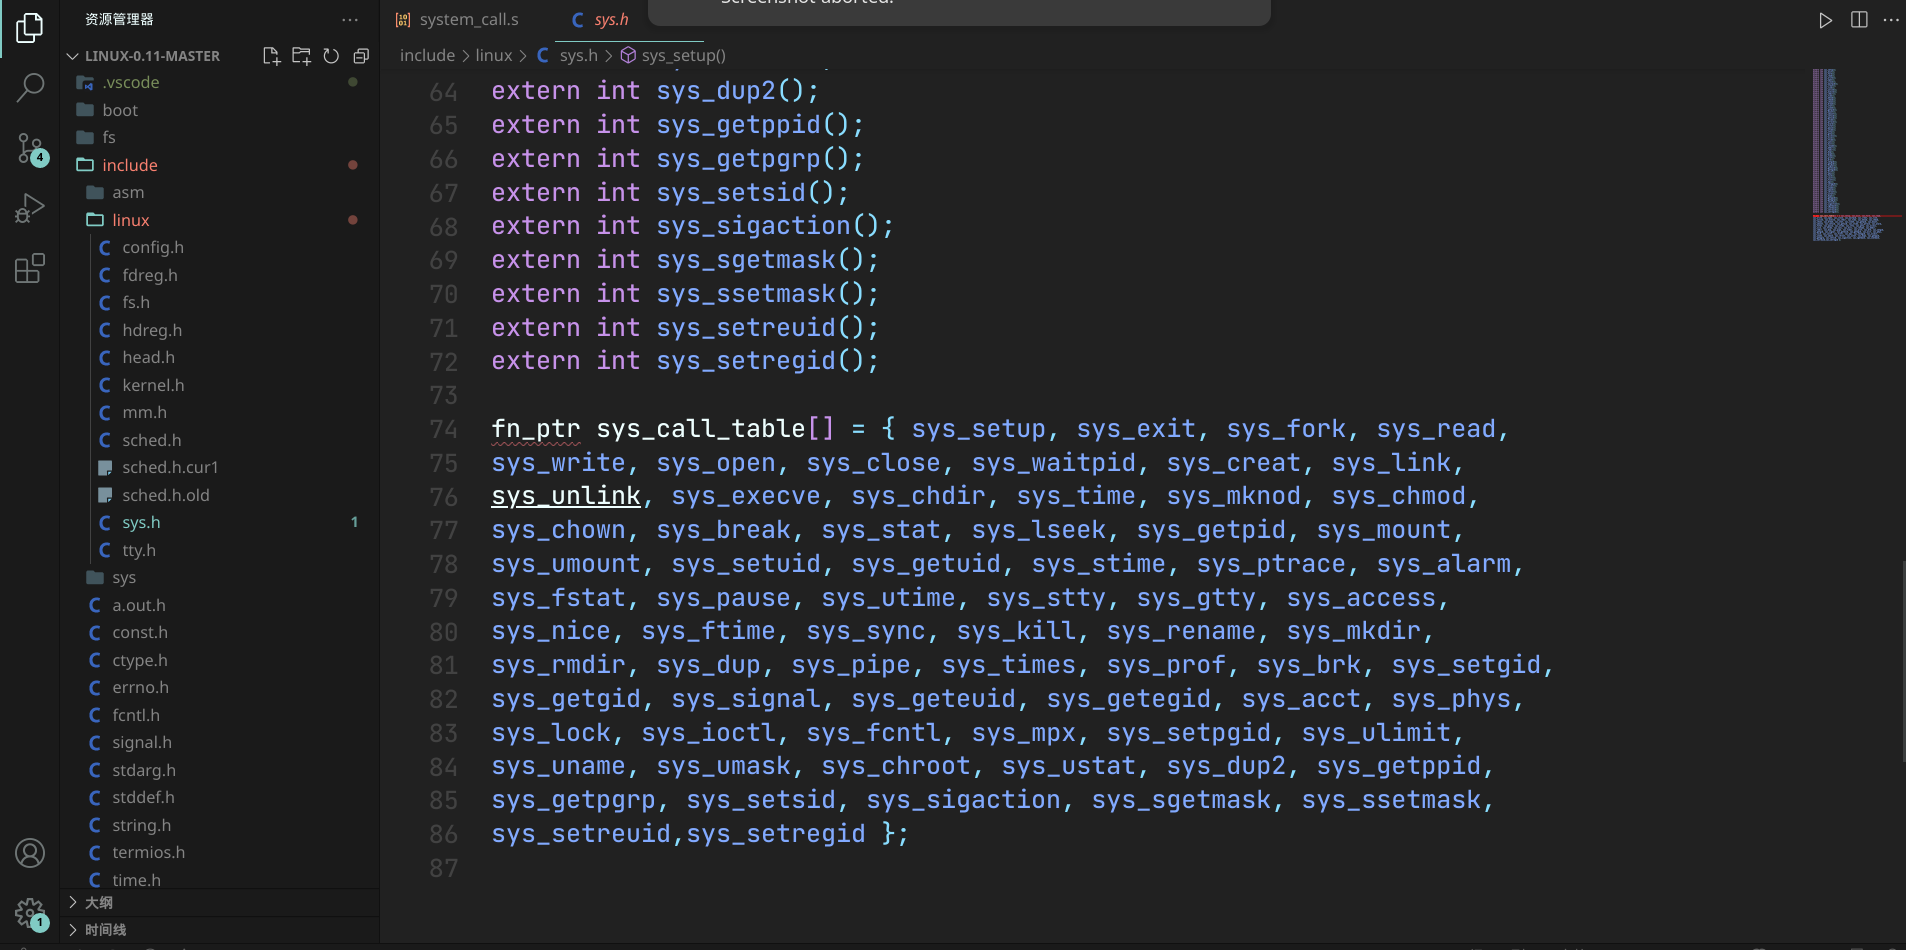 Screenshot aborted.
资源管理器
LINUX-0.11-MASTER
.vscode
boot
fs
include
asm
linux
config.h
fdreg.h
fs.h
hdreg.h
head.h
kernel.h
mm.h
sched.h
sched.h.cur1
sched.h.old
sys.h 1
tty.h
sys
a.out.h
const.h
ctype.h
errno.h
fcntl.h
signal.h
stdarg.h
stddef.h
string.h
termios.h
time.h
大纲
时间线
4
1
system_call.s
sys.h
include > linux > sys.h > sys_setup()
64 extern int sys_dup2();
65 extern int sys_getppid();
66 extern int sys_getpgrp();
67 extern int sys_setsid();
68 extern int sys_sigaction();
69 extern int sys_sgetmask();
70 extern int sys_ssetmask();
71 extern int sys_setreuid();
72 extern int sys_setregid();
73
74 fn_ptr sys_call_table[] = { sys_setup, sys_exit, sys_fork, sys_read,
75 sys_write, sys_open, sys_close, sys_waitpid, sys_creat, sys_link,
76 sys_unlink, sys_execve, sys_chdir, sys_time, sys_mknod, sys_chmod,
77 sys_chown, sys_break, sys_stat, sys_lseek, sys_getpid, sys_mount,
78 sys_umount, sys_setuid, sys_getuid, sys_stime, sys_ptrace, sys_alarm,
79 sys_fstat, sys_pause, sys_utime, sys_stty, sys_gtty, sys_access,
80 sys_nice, sys_ftime, sys_sync, sys_kill, sys_rename, sys_mkdir,
81 sys_rmdir, sys_dup, sys_pipe, sys_times, sys_prof, sys_brk, sys_setgid,
82 sys_getgid, sys_signal, sys_geteuid, sys_getegid, sys_acct, sys_phys,
83 sys_lock, sys_ioctl, sys_fcntl, sys_mpx, sys_setpgid, sys_ulimit,
84 sys_uname, sys_umask, sys_chroot, sys_ustat, sys_dup2, sys_getppid,
85 sys_getpgrp, sys_setsid, sys_sigaction, sys_sgetmask, sys_ssetmask,
86 sys_setreuid,sys_setregid };
87